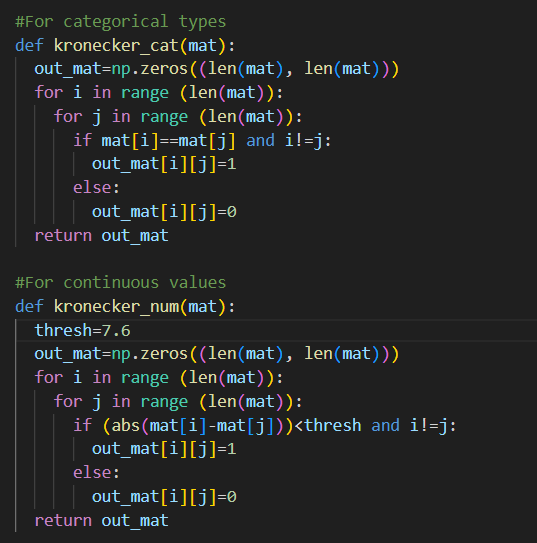 #For categorical types
def kronecker_cat(mat):
  out_mat=np.zeros((len(mat), len(mat)))
  for i in range (len(mat)):
    for j in range (len(mat)):
      if mat[i]==mat[j] and i!=j:
        out_mat[i][j]=1
      else:
        out_mat[i][j]=0
  return out_mat

#For continuous values
def kronecker_num(mat):
  thresh=7.6
  out_mat=np.zeros((len(mat), len(mat)))
  for i in range (len(mat)):
    for j in range (len(mat)):
      if (abs(mat[i]-mat[j]))<thresh and i!=j:
        out_mat[i][j]=1
      else:
        out_mat[i][j]=0
  return out_mat